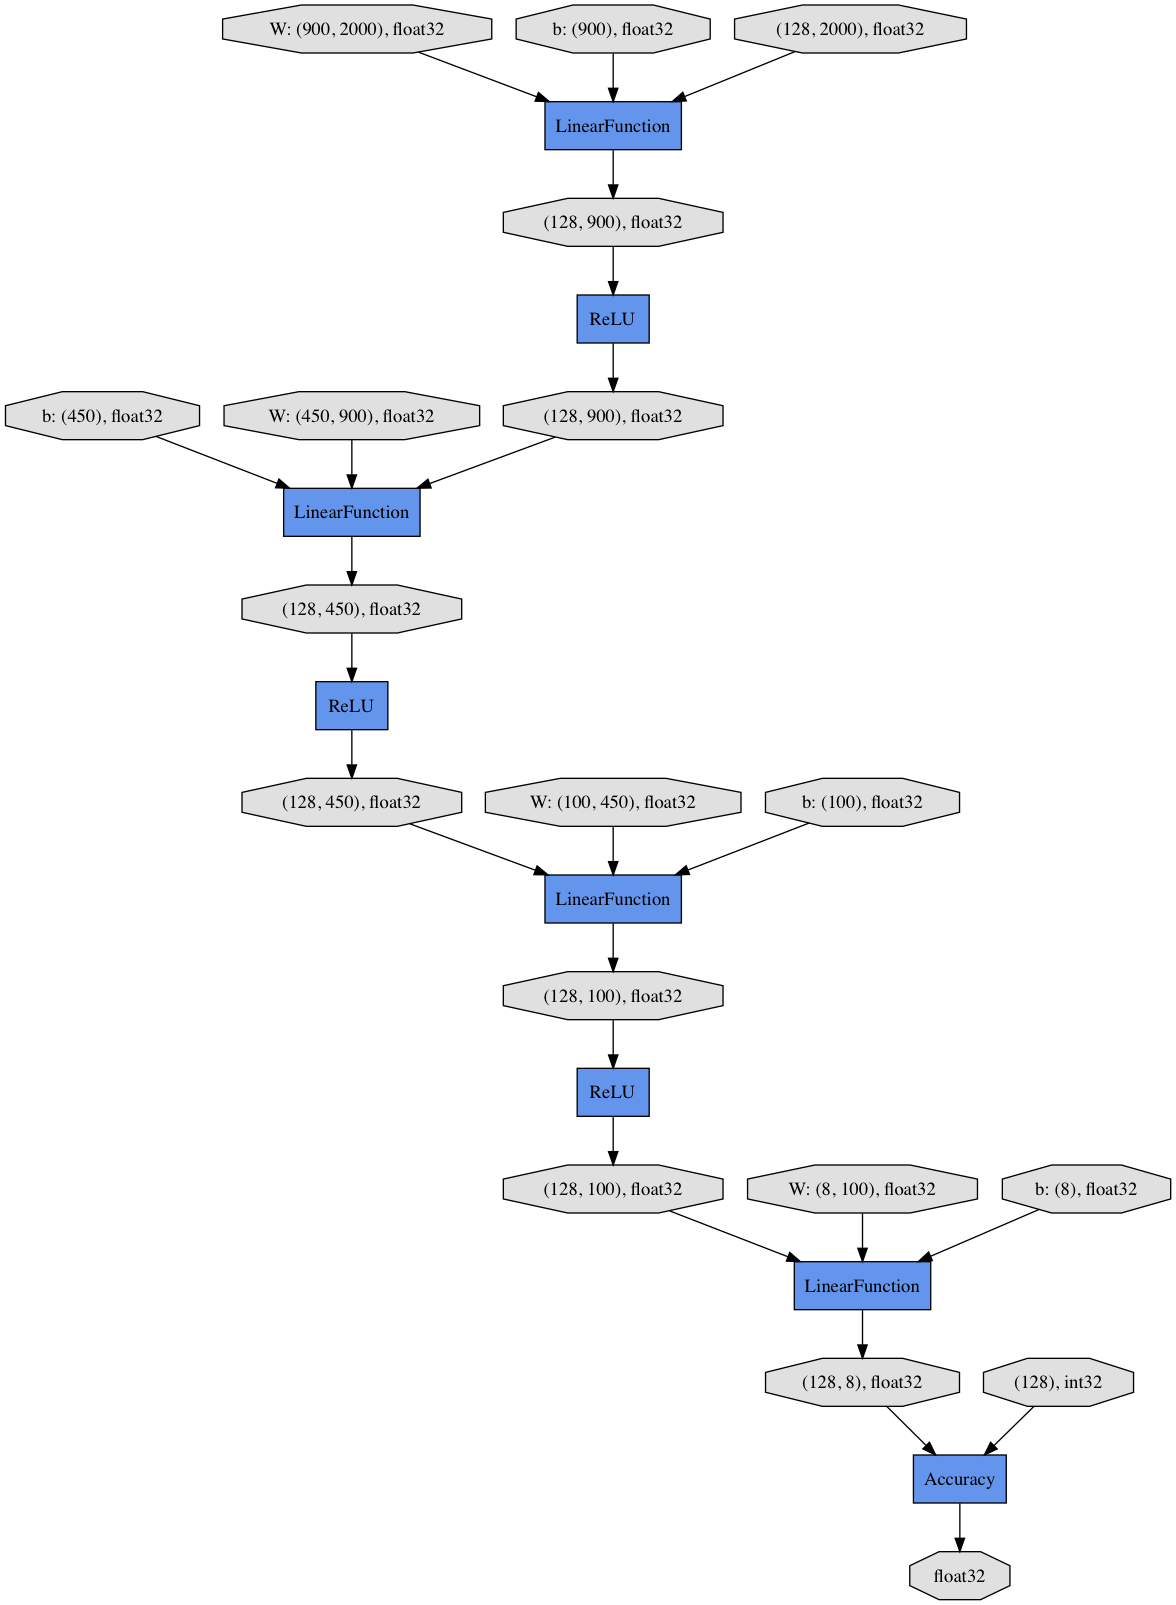 W: (900, 2000), float32
b: (900), float32
(128, 2000), float32
LinearFunction
(128, 900), float32
ReLU
b: (450), float32
W: (450, 900), float32
(128, 900), float32
LinearFunction
(128, 450), float32
ReLU
(128, 450), float32
W: (100, 450), float32
b: (100), float32
LinearFunction
(128, 100), float32
ReLU
(128, 100), float32
W: (8, 100), float32
b: (8), float32
LinearFunction
(128, 8), float32
(128), int32
Accuracy
float32